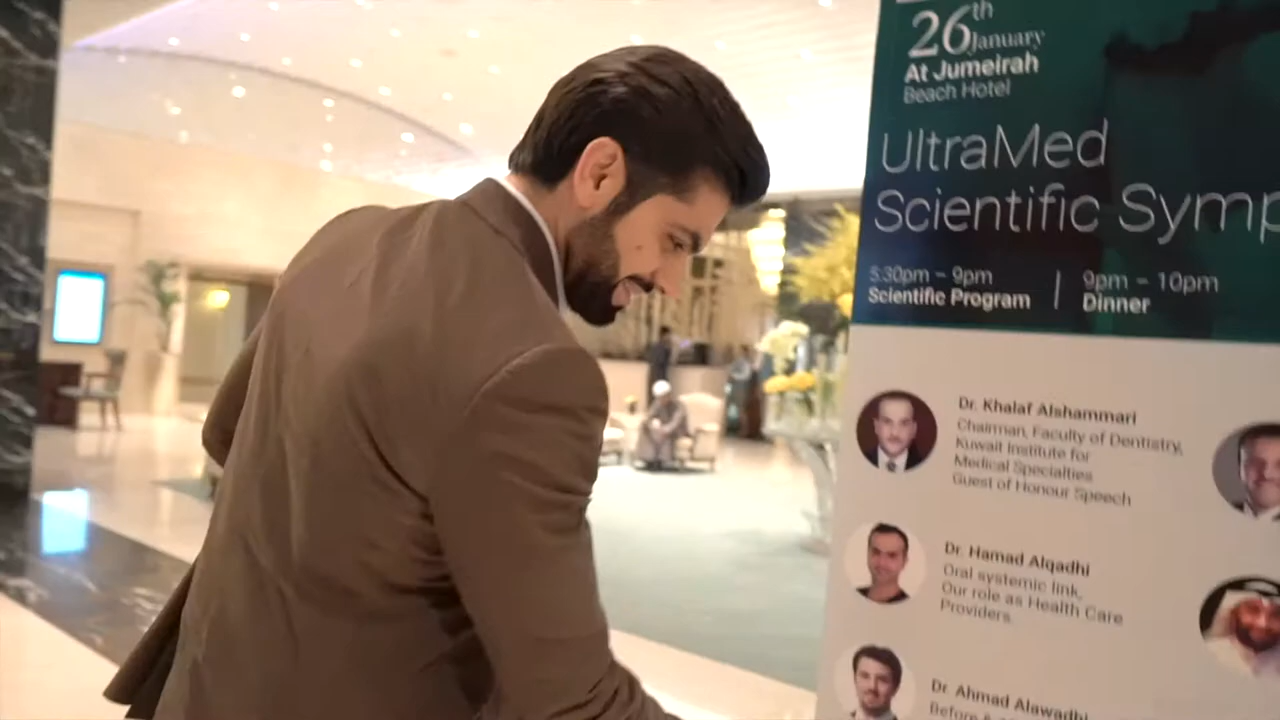 26th January
At Jumeirah
Beach Hotel
UltraMed
Scientific Symp
5:30pm – 9pm
Scientific Program
9pm – 10pm
Dinner
Dr. Khalaf Alshammari
Chairman, Faculty of Dentistry,
Kuwait Institute for
Medical Specialties
Guest of Honour Speech
Dr. Hamad Alqadhi
Oral systemic link,
Our role as Health Care
Providers.
Dr. Ahmad Alawadhi
Before &